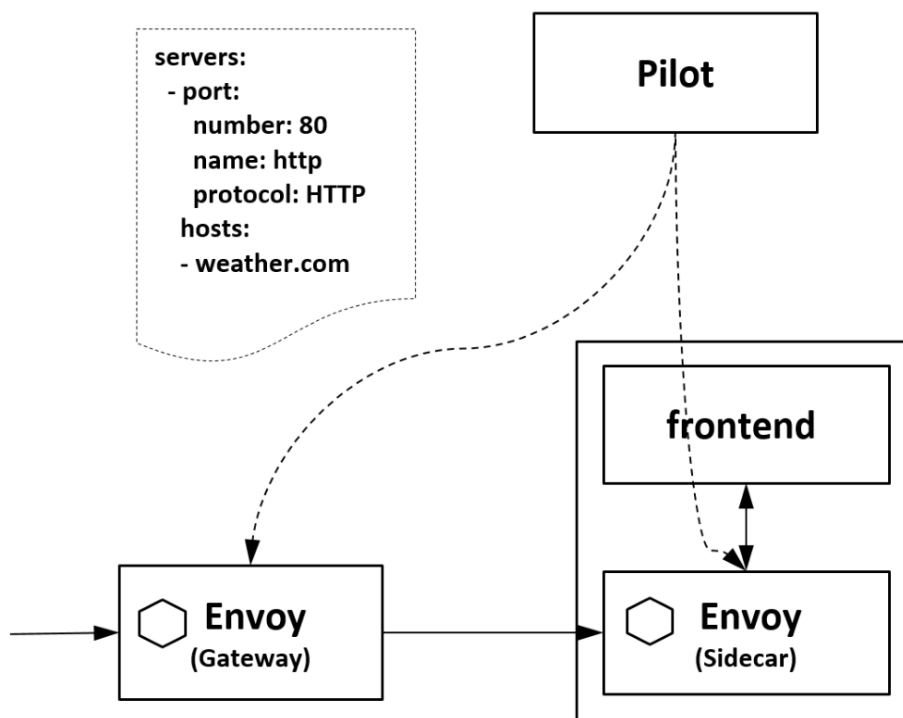 servers:
- port:
number: 80
name: http
protocol: HTTP
hosts:
- weather.com
Pilot
frontend
Envoy
(Gateway)
Envoy
(Sidecar)